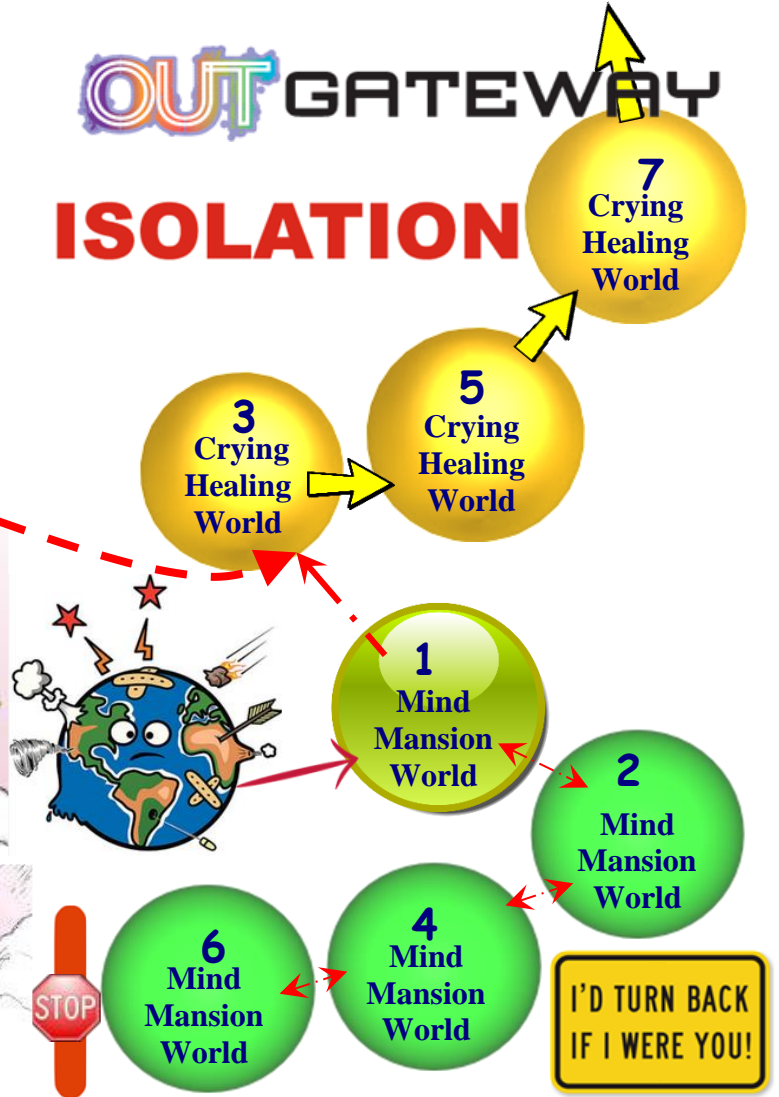 OUT GATEWAY
ISOLATION
7
Crying
Healing
World
5
Crying
Healing
World
3
Crying
Healing
World
1
Mind
Mansion
World
2
Mind
Mansion
World
4
Mind
Mansion
World
6
Mind
Mansion
World
STOP
I'D TURN BACK
IF I WERE YOU!